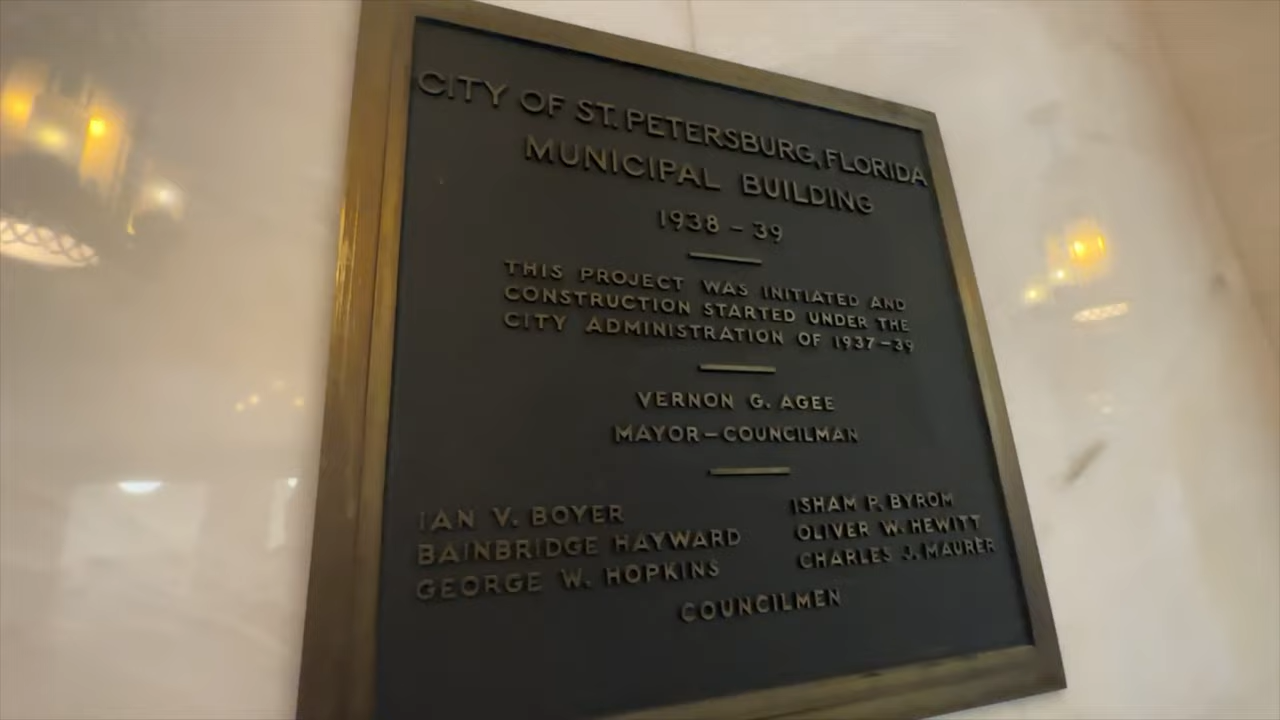 CITY OF ST. PETERSBURG, FLORIDA
MUNICIPAL BUILDING
1938 - 39
THIS PROJECT WAS INITIATED AND
CONSTRUCTION STARTED UNDER THE
CITY ADMINISTRATION OF 1937-39
VERNON G. AGEE
MAYOR-COUNCILMAN
IAN V. BOYER
BAINBRIDGE HAYWARD
GEORGE W. HOPKINS
ISHAM P. BYROM
OLIVER W. HEWITT
CHARLES J. MAURER
COUNCILMEN